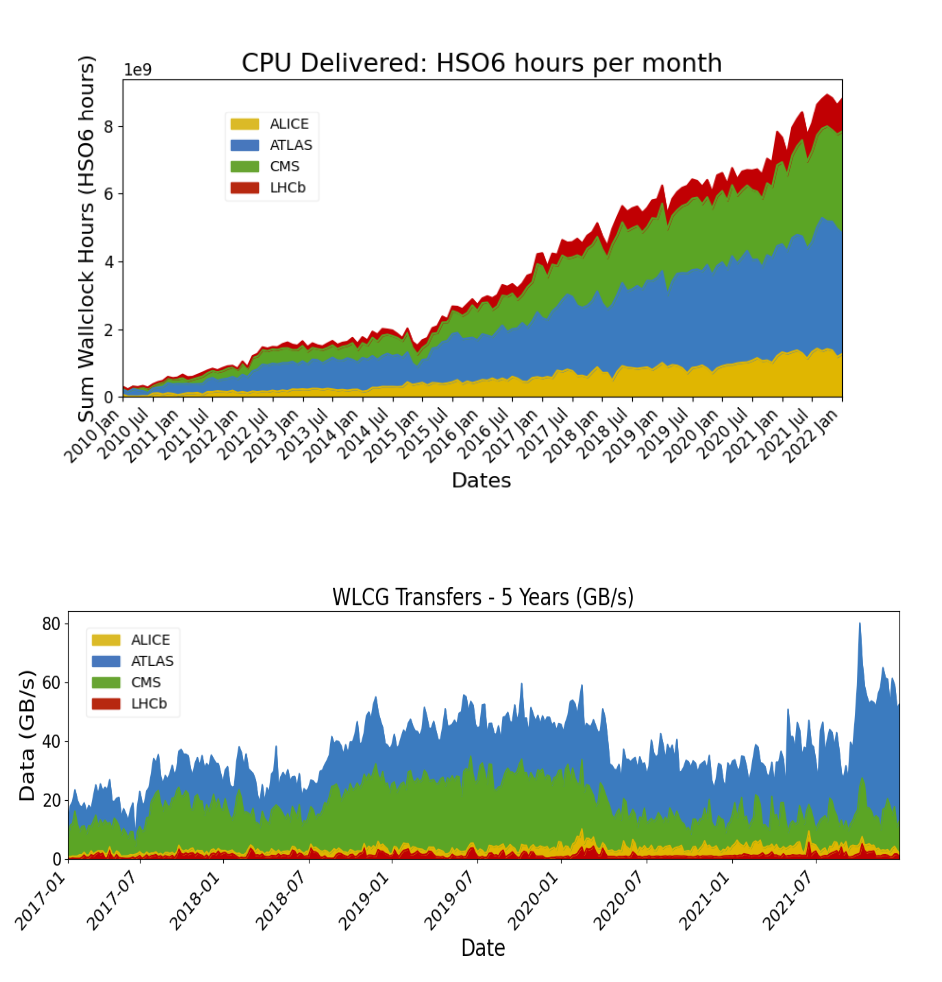 CPU Delivered: HSO6 hours per month
1e9
Sum Wallclock Hours (HSO6 hours)
ALICE
ATLAS
CMS
LHCb
8
6
4
2
0
2010 Jan
2010 Jul
2011 Jan
2011 Jul
2012 Jan
2012 Jul
2013 Jan
2013 Jul
2014 Jan
2014 Jul
2015 Jan
2015 Jul
2016 Jan
2016 Jul
2017 Jan
2017 Jul
2018 Jan
2018 Jul
2019 Jan
2019 Jul
2020 Jan
2020 Jul
2021 Jan
2021 Jul
2022 Jan
Dates
WLCG Transfers - 5 Years (GB/s)
Data (GB/s)
ALICE
ATLAS
CMS
LHCb
80
60
40
20
0
2017-01
2017-07
2018-01
2018-07
2019-01
2019-07
2020-01
2020-07
2021-01
2021-07
Date